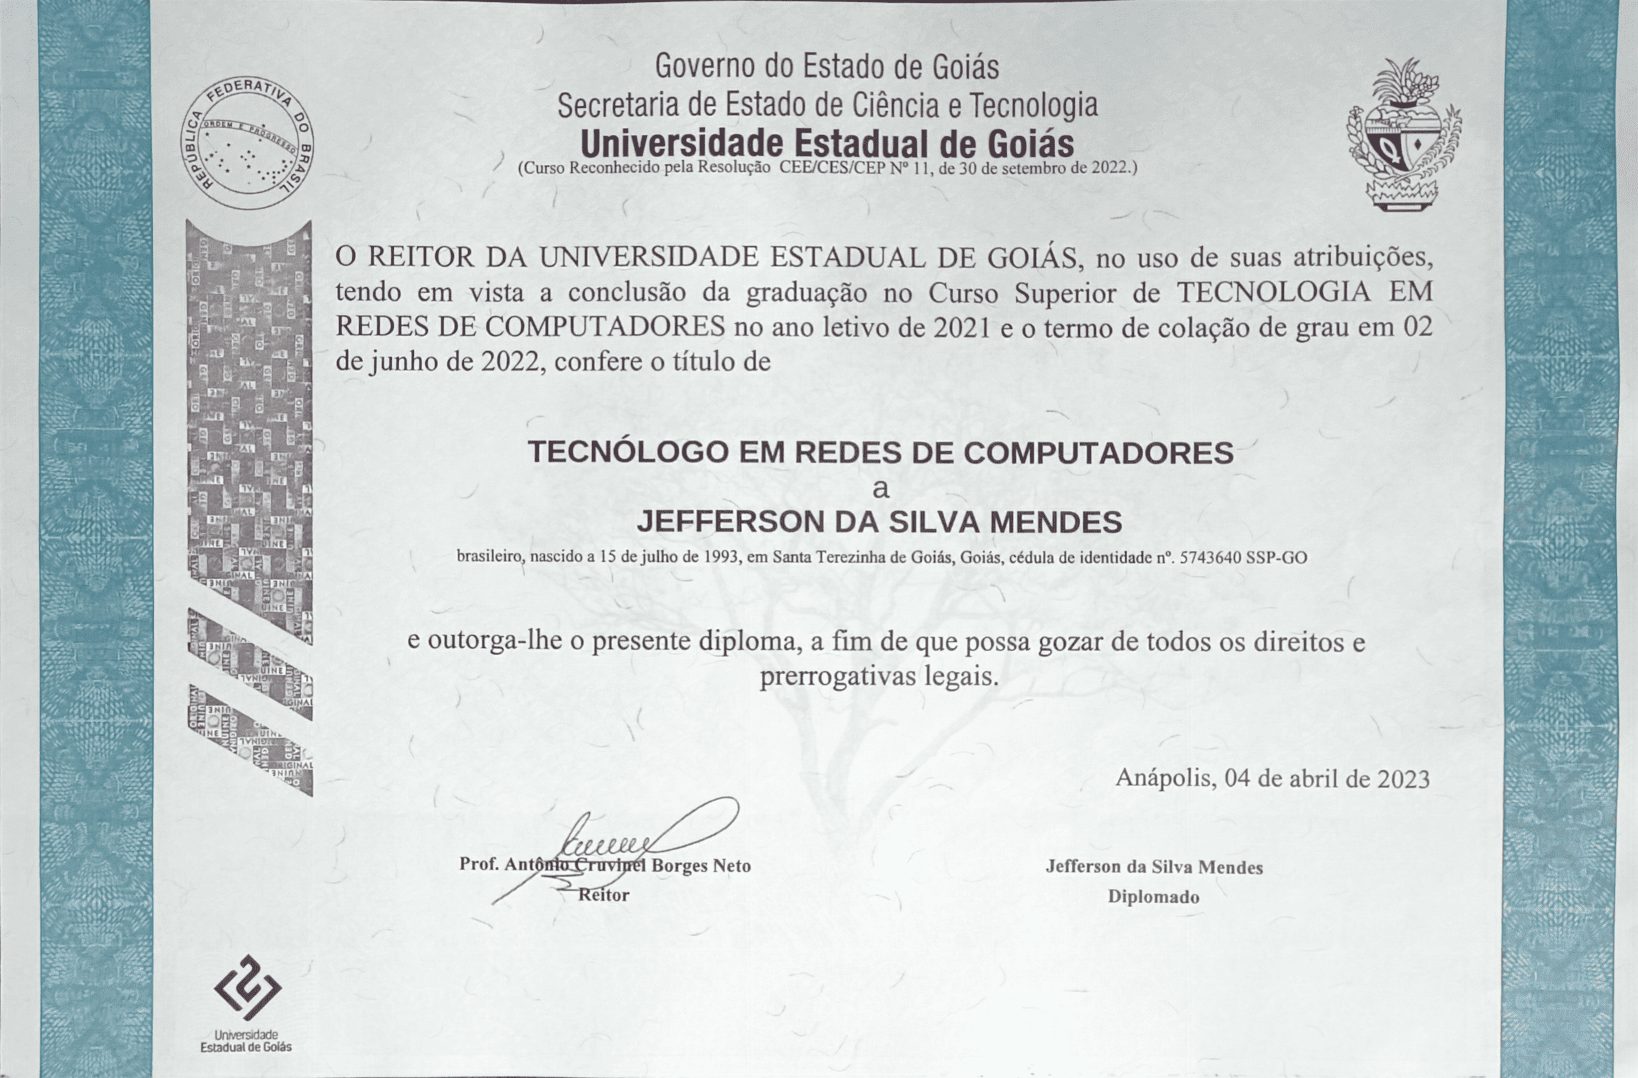 Governo do Estado de Goiás
Secretaria de Estado de Ciência e Tecnologia
Universidade Estadual de Goiás
(Curso Reconhecido pela Resolução CEE/CES/CEP Nº 11, de 30 de setembro de 2022.)
REPÚBLICA FEDERATIVA DO BRASIL
ORDEM E PROGRESSO
O REITOR DA UNIVERSIDADE ESTADUAL DE GOIÁS, no uso de suas atribuições,
tendo em vista a conclusão da graduação no Curso Superior de TECNOLOGIA EM
REDES DE COMPUTADORES no ano letivo de 2021 e o termo de colação de grau em 02
de junho de 2022, confere o título de
TECNÓLOGO EM REDES DE COMPUTADORES
a
JEFFERSON DA SILVA MENDES
brasileiro, nascido a 15 de julho de 1993, em Santa Terezinha de Goiás, Goiás, cédula de identidade nº. 5743640 SSP-GO
e outorga-lhe o presente diploma, a fim de que possa gozar de todos os direitos e
prerrogativas legais.
Anápolis, 04 de abril de 2023
Prof. Antônio Cruvinel Borges Neto
Reitor
Jefferson da Silva Mendes
Diplomado
Universidade
Estadual de Goiás